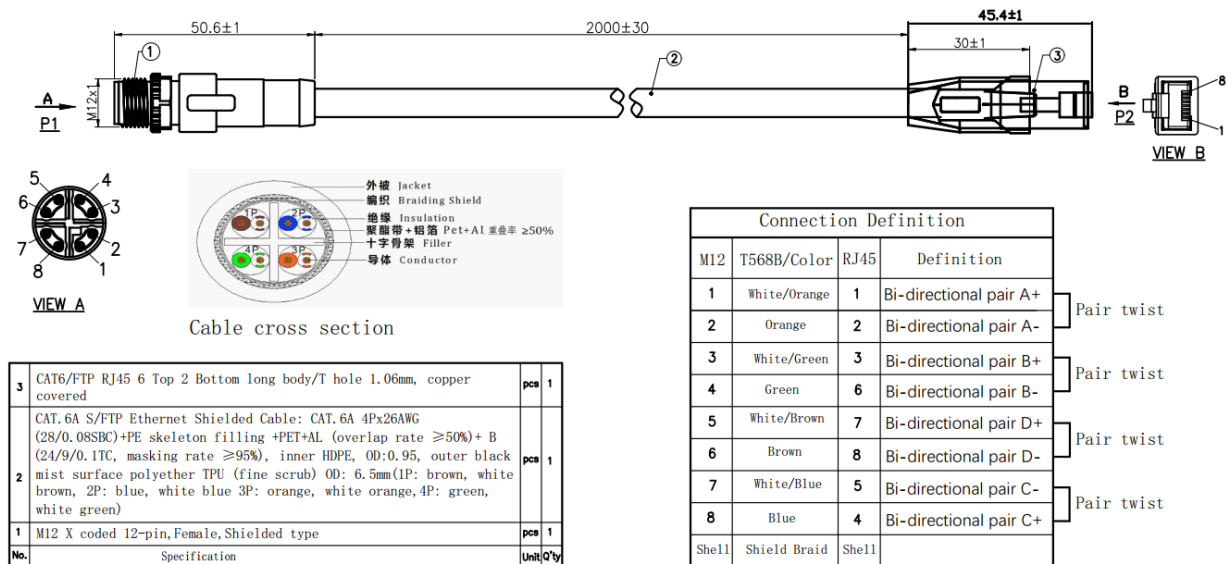 50.6±1
2000±30
45.4±1
30±1
①
②
③
M12x1
A
P1
B
P2
8
1
VIEW B
5
4
6
3
7
2
8
1
VIEW A
外被 Jacket
编织 Braiding Shield
绝缘 Insulation
聚酯带+铝箔 Pet+AL 重叠率 ≥50%
十字骨架 Filler
导体 Conductor
1P
2P
4P
3P
Cable cross section
3 CAT6/FTP RJ45 6 Top 2 Bottom long body/T hole 1.06mm, copper pcs 1
covered
CAT.6A S/FTP Ethernet Shielded Cable: CAT.6A 4Px26AWG
(28/0.08SBC)+PE skeleton filling +PET+AL (overlap rate ≥50%)+ B
(24/9/0.1TC, masking rate ≥95%), inner HDPE, OD:0.95, outer black
2 mist surface polyether TPU (fine scrub) OD: 6.5mm(1P: brown, white pcs 1
brown, 2P: blue, white blue 3P: orange, white orange,4P: green,
white green)
1 M12 X coded 12-pin,Female,Shielded type pcs 1
No. Specification Unit Q'ty
Connection Definition
M12 T568B/Color RJ45 Definition
1 White/Orange 1 Bi-directional pair A+
2 Orange 2 Bi-directional pair A-
Pair twist
3 White/Green 3 Bi-directional pair B+
4 Green 6 Bi-directional pair B-
Pair twist
5 White/Brown 7 Bi-directional pair D+
6 Brown 8 Bi-directional pair D-
Pair twist
7 White/Blue 5 Bi-directional pair C-
8 Blue 4 Bi-directional pair C+
Pair twist
Shell Shield Braid Shell